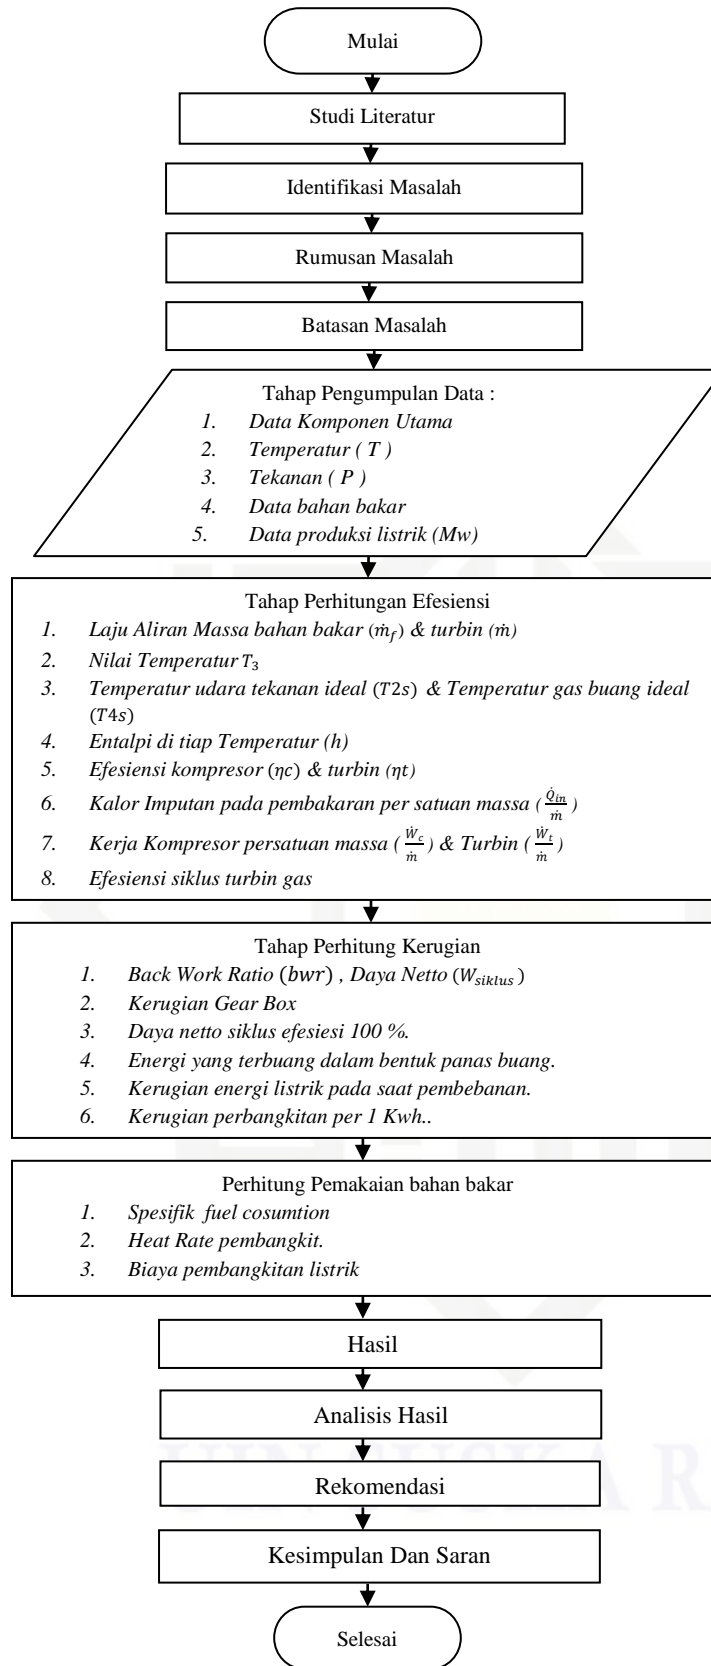 Mulai
Studi Literatur
Identifikasi Masalah
Rumusan Masalah
Batasan Masalah
Tahap Pengumpulan Data :
1. Data Komponen Utama
2. Temperatur ( T )
3. Tekanan ( P )
4. Data bahan bakar
5. Data produksi listrik (Mw)
Tahap Perhitungan Efesiensi
1. Laju Aliran Massa bahan bakar (ṁ_f) & turbin (ṁ)
2. Nilai Temperatur T₃
3. Temperatur udara tekanan ideal (T2s) & Temperatur gas buang ideal
(T4s)
4. Entalpi di tiap Temperatur (h)
5. Efesiensi kompresor (ηc) & turbin (ηt)
6. Kalor Imputan pada pembakaran per satuan massa ( Q̇_in/ṁ )
7. Kerja Kompresor persatuan massa ( Ẇ_c/ṁ ) & Turbin ( Ẇ_t/ṁ )
8. Efesiensi siklus turbin gas
Tahap Perhitung Kerugian
1. Back Work Ratio (bwr) , Daya Netto (W_siklus )
2. Kerugian Gear Box
3. Daya netto siklus efesiesi 100 %.
4. Energi yang terbuang dalam bentuk panas buang.
5. Kerugian energi listrik pada saat pembebanan.
6. Kerugian perbangkitan per 1 Kwh..
Perhitung Pemakaian bahan bakar
1. Spesifik fuel cosumtion
2. Heat Rate pembangkit.
3. Biaya pembangkitan listrik
Hasil
Analisis Hasil
Rekomendasi
Kesimpulan Dan Saran
Selesai